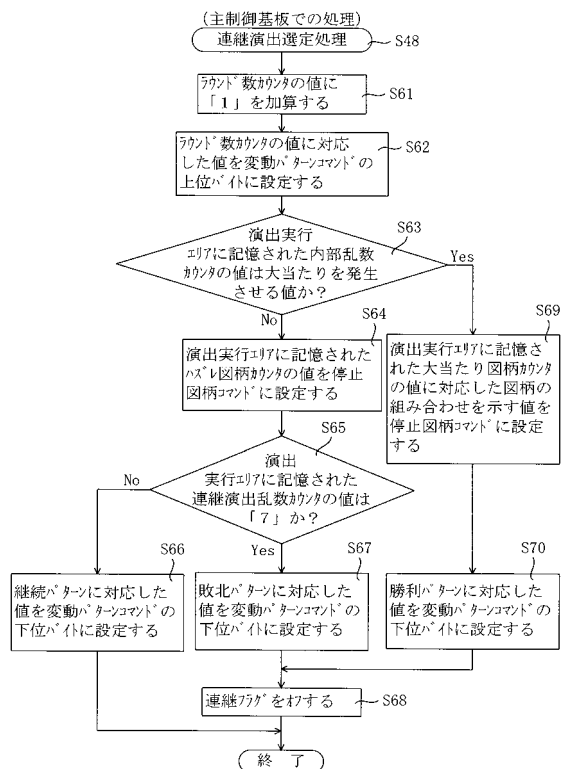 (主制御基板での処理)
連継演出選定処理
S48
ﾗｳﾝﾄﾞ数ｶｳﾝﾀの値に
「１」を加算する
S61
ﾗｳﾝﾄﾞ数ｶｳﾝﾀの値に対応
した値を変動ﾊﾟﾀｰﾝｺﾏﾝﾄﾞの
上位ﾊﾞｲﾄに設定する
S62
演出実行
ｴﾘｱに記憶された内部乱数
ｶｳﾝﾀの値は大当たりを発生
させる値か？
S63
Yes
No
演出実行ｴﾘｱに記憶された
ﾊｽﾞﾚ図柄ｶｳﾝﾀの値を停止
図柄ｺﾏﾝﾄﾞに設定する
S64
演出実行ｴﾘｱに記憶され
た大当たり図柄ｶｳﾝﾀ
の値に対応した図柄の
組み合わせを示す値を
停止図柄ｺﾏﾝﾄﾞに設定
する
S69
演出
実行ｴﾘｱに記憶された
連継演出乱数ｶｳﾝﾀの値は
「７」か？
S65
No
Yes
継続ﾊﾟﾀｰﾝに対応した
値を変動ﾊﾟﾀｰﾝｺﾏﾝﾄﾞの
下位ﾊﾞｲﾄに設定する
S66
敗北ﾊﾟﾀｰﾝに対応した
値を変動ﾊﾟﾀｰﾝｺﾏﾝﾄﾞの
下位ﾊﾞｲﾄに設定する
S67
勝利ﾊﾟﾀｰﾝに対応した
値を変動ﾊﾟﾀｰﾝｺﾏﾝﾄﾞの
下位ﾊﾞｲﾄに設定する
S70
連継ﾌﾗｸﾞをｵﾌする
S68
終 了